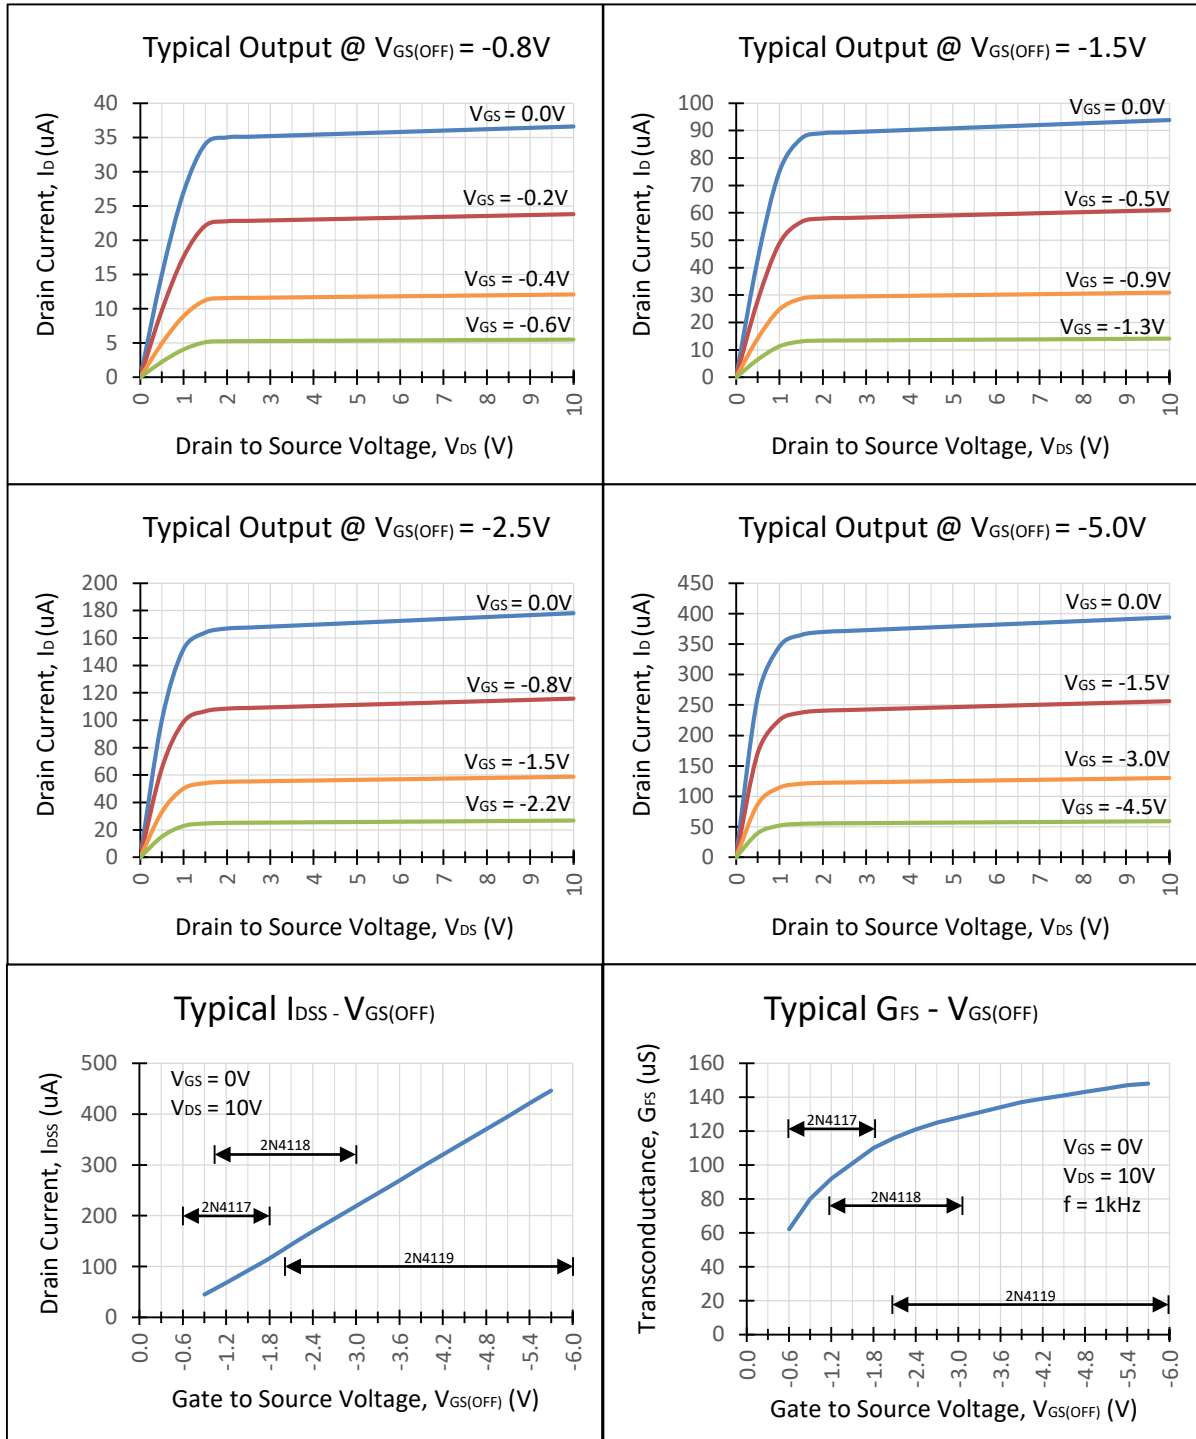 Typical Output @ VGS(OFF) = -0.8V
Drain Current, ID (uA)
40
35
30
25
20
15
10
5
0
VGS = 0.0V
VGS = -0.2V
VGS = -0.4V
VGS = -0.6V
0 1 2 3 4 5 6 7 8 9 10
Drain to Source Voltage, VDS (V)
Typical Output @ VGS(OFF) = -1.5V
Drain Current, ID (uA)
100
90
80
70
60
50
40
30
20
10
0
VGS = 0.0V
VGS = -0.5V
VGS = -0.9V
VGS = -1.3V
0 1 2 3 4 5 6 7 8 9 10
Drain to Source Voltage, VDS (V)
Typical Output @ VGS(OFF) = -2.5V
Drain Current, ID (uA)
200
180
160
140
120
100
80
60
40
20
0
VGS = 0.0V
VGS = -0.8V
VGS = -1.5V
VGS = -2.2V
0 1 2 3 4 5 6 7 8 9 10
Drain to Source Voltage, VDS (V)
Typical Output @ VGS(OFF) = -5.0V
Drain Current, ID (uA)
450
400
350
300
250
200
150
100
50
0
VGS = 0.0V
VGS = -1.5V
VGS = -3.0V
VGS = -4.5V
0 1 2 3 4 5 6 7 8 9 10
Drain to Source Voltage, VDS (V)
Typical IDSS - VGS(OFF)
Drain Current, IDSS (uA)
500
400
300
200
100
0
VGS = 0V
VDS = 10V
2N4118
2N4117
2N4119
0.0 -0.6 -1.2 -1.8 -2.4 -3.0 -3.6 -4.2 -4.8 -5.4 -6.0
Gate to Source Voltage, VGS(OFF) (V)
Typical GFS - VGS(OFF)
Transconductance, GFS (uS)
160
140
120
100
80
60
40
20
0
2N4117
VGS = 0V
VDS = 10V
f = 1kHz
2N4118
2N4119
0.0 -0.6 -1.2 -1.8 -2.4 -3.0 -3.6 -4.2 -4.8 -5.4 -6.0
Gate to Source Voltage, VGS(OFF) (V)